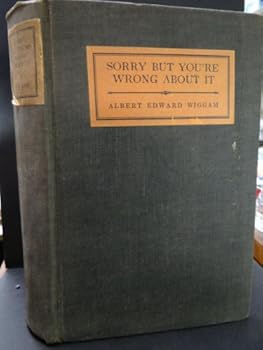 SORRY BUT YOU'RE
WRONG ABOUT IT
ALBERT EDWARD WIGGAM